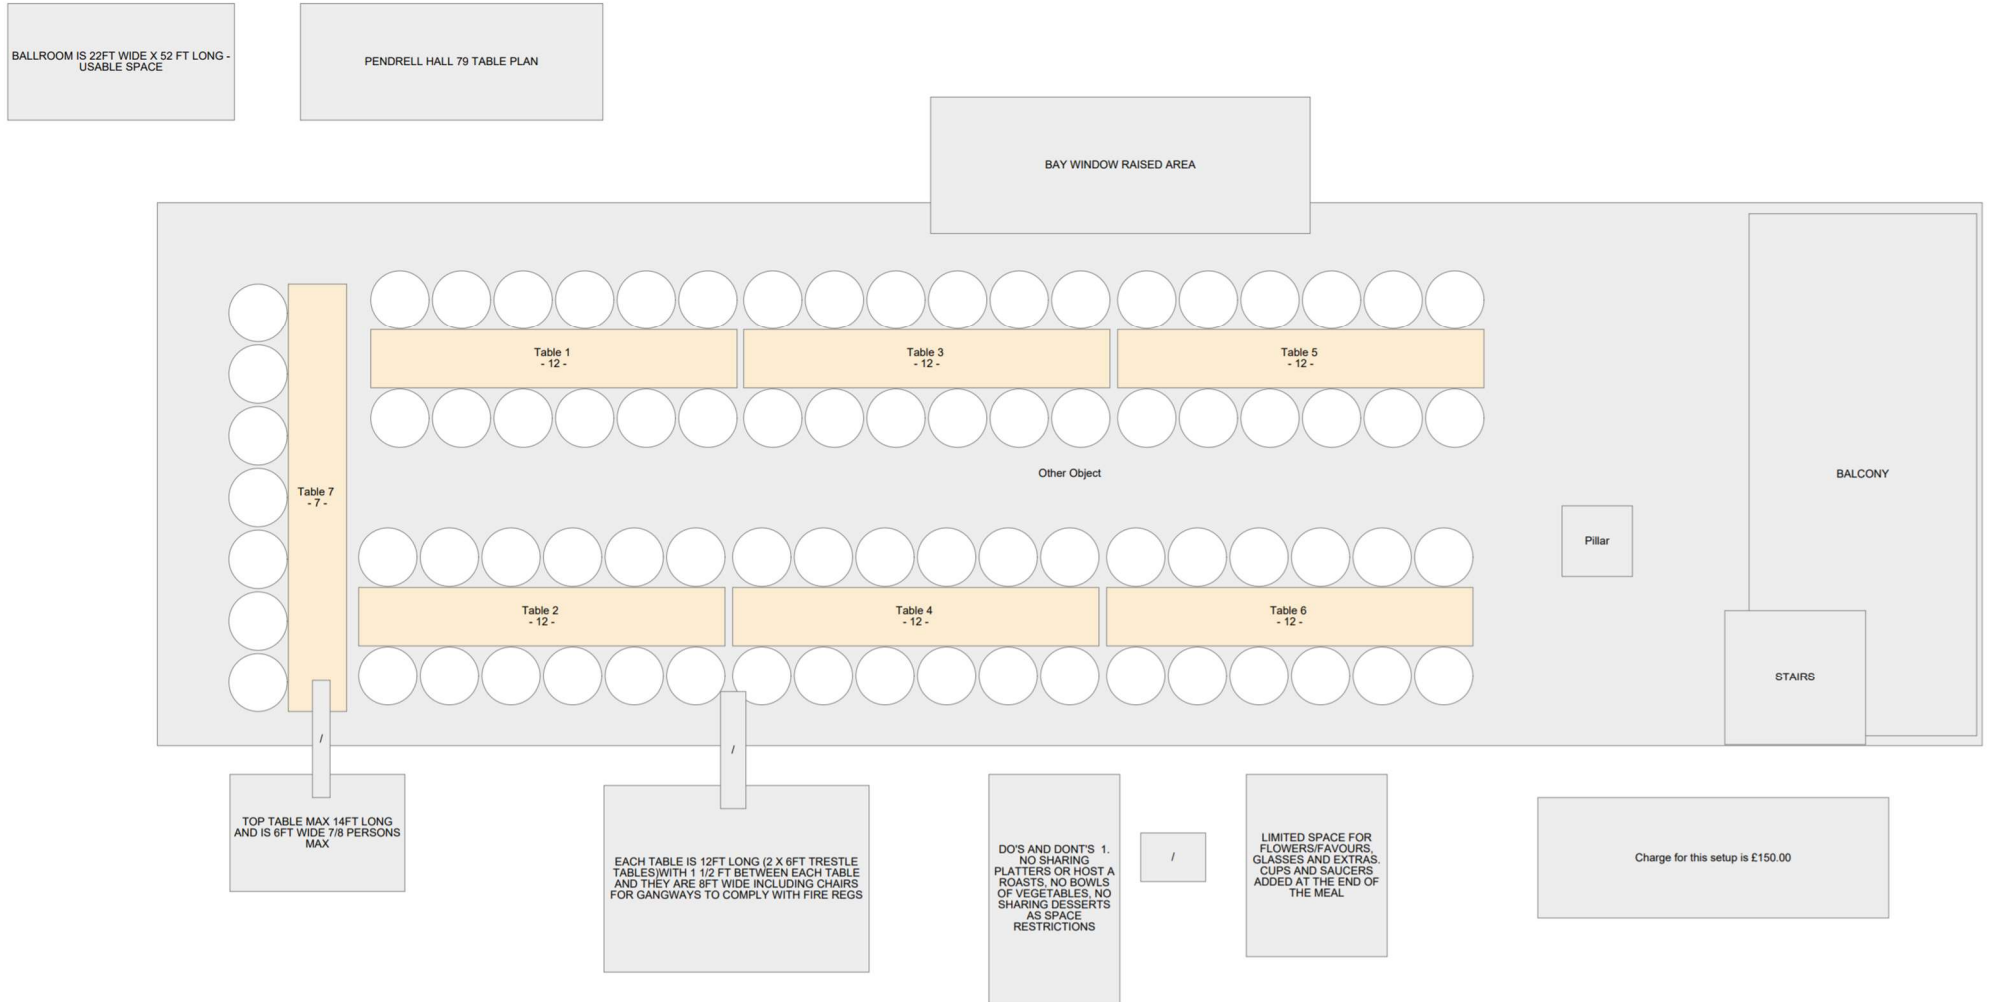 BALLROOM IS 22FT WIDE X 52 FT LONG -
USABLE SPACE
PENDRELL HALL 79 TABLE PLAN
BAY WINDOW RAISED AREA
Table 1
- 12 -
Table 3
- 12 -
Table 5
- 12 -
Other Object
BALCONY
Table 7
- 7 -
Pillar
Table 2
- 12 -
Table 4
- 12 -
Table 6
- 12 -
STAIRS
/
/
TOP TABLE MAX 14FT LONG
AND IS 6FT WIDE 7/8 PERSONS
MAX
EACH TABLE IS 12FT LONG (2 X 6FT TRESTLE
TABLES)WITH 1 1/2 FT BETWEEN EACH TABLE
AND THEY ARE 8FT WIDE INCLUDING CHAIRS
FOR GANGWAYS TO COMPLY WITH FIRE REGS
DO'S AND DONT'S  1.
NO SHARING
PLATTERS OR HOST A
ROASTS, NO BOWLS
OF VEGETABLES, NO
SHARING DESSERTS
AS SPACE
RESTRICTIONS
/
LIMITED SPACE FOR
FLOWERS/FAVOURS,
GLASSES AND EXTRAS.
CUPS AND SAUCERS
ADDED AT THE END OF
THE MEAL
Charge for this setup is £150.00